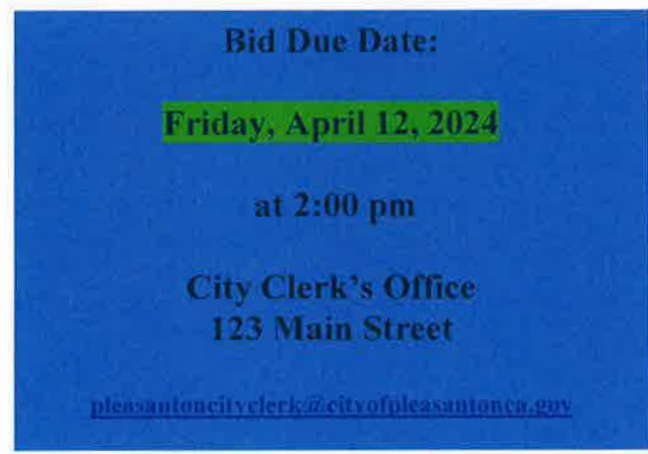 Bid Due Date:
Friday, April 12, 2024
at 2:00 pm
City Clerk's Office
123 Main Street
pleasantoncityclerk@cityofpleasantonca.gov